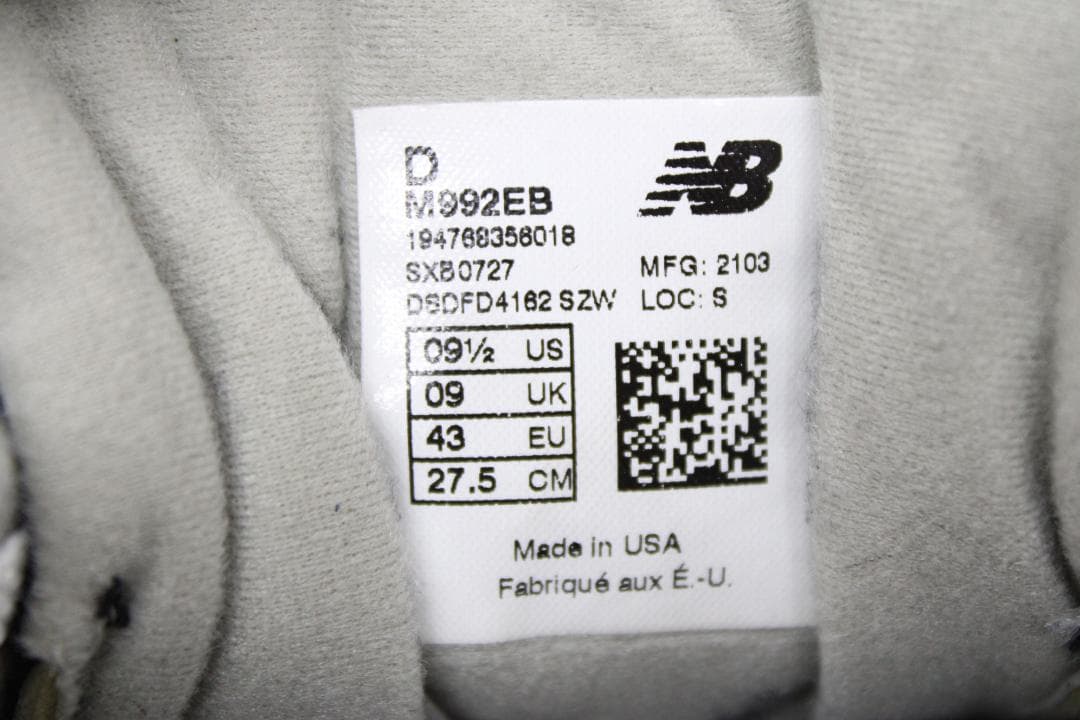 D
NB
M992EB
194768356018
SXB0727
MFG: 2103
DSDFD4162 SZW
LOC: S
09½ US
09 UK
43 EU
27.5 CM
Made in USA
Fabriqué aux É.-U.